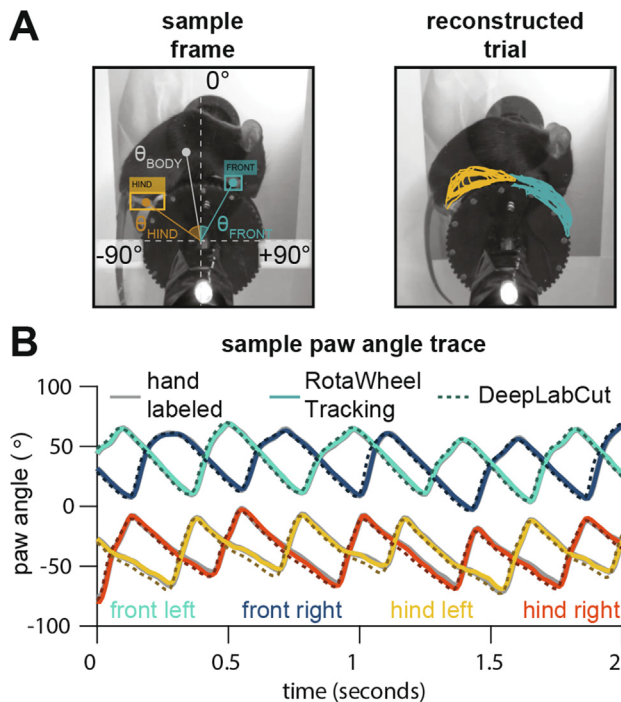 A
sample
frame
reconstructed
trial
0°
θBODY
HIND
FRONT
θHIND
θFRONT
-90°
+90°
B
sample paw angle trace
hand
labeled
RotaWheel
Tracking
DeepLabCut
100
50
0
-50
-100
paw angle (°)
front left
front right
hind left
hind right
0
0.5
1
1.5
2
time (seconds)